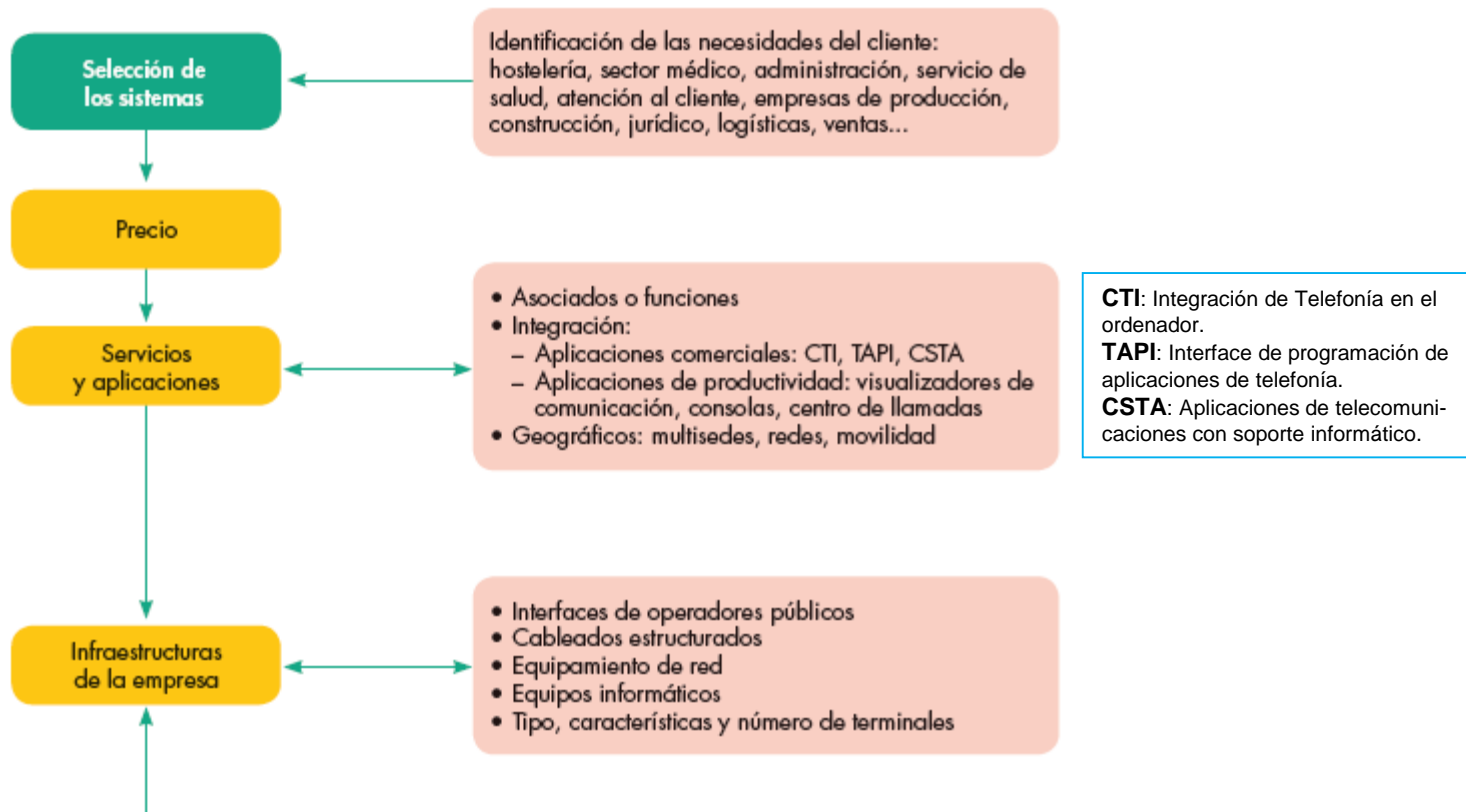 Selección de
los sistemas
Identificación de las necesidades del cliente:
hostelería, sector médico, administración, servicio de
salud, atención al cliente, empresas de producción,
construcción, jurídico, logísticas, ventas...
Precio
Servicios
y aplicaciones
• Asociados o funciones
• Integración:
– Aplicaciones comerciales: CTI, TAPI, CSTA
– Aplicaciones de productividad: visualizadores de
comunicación, consolas, centro de llamadas
• Geográficos: multisedes, redes, movilidad
CTI: Integración de Telefonía en el
ordenador.
TAPI: Interface de programación de
aplicaciones de telefonía.
CSTA: Aplicaciones de telecomuni-
caciones con soporte informático.
Infraestructuras
de la empresa
• Interfaces de operadores públicos
• Cableados estructurados
• Equipamiento de red
• Equipos informáticos
• Tipo, características y número de terminales